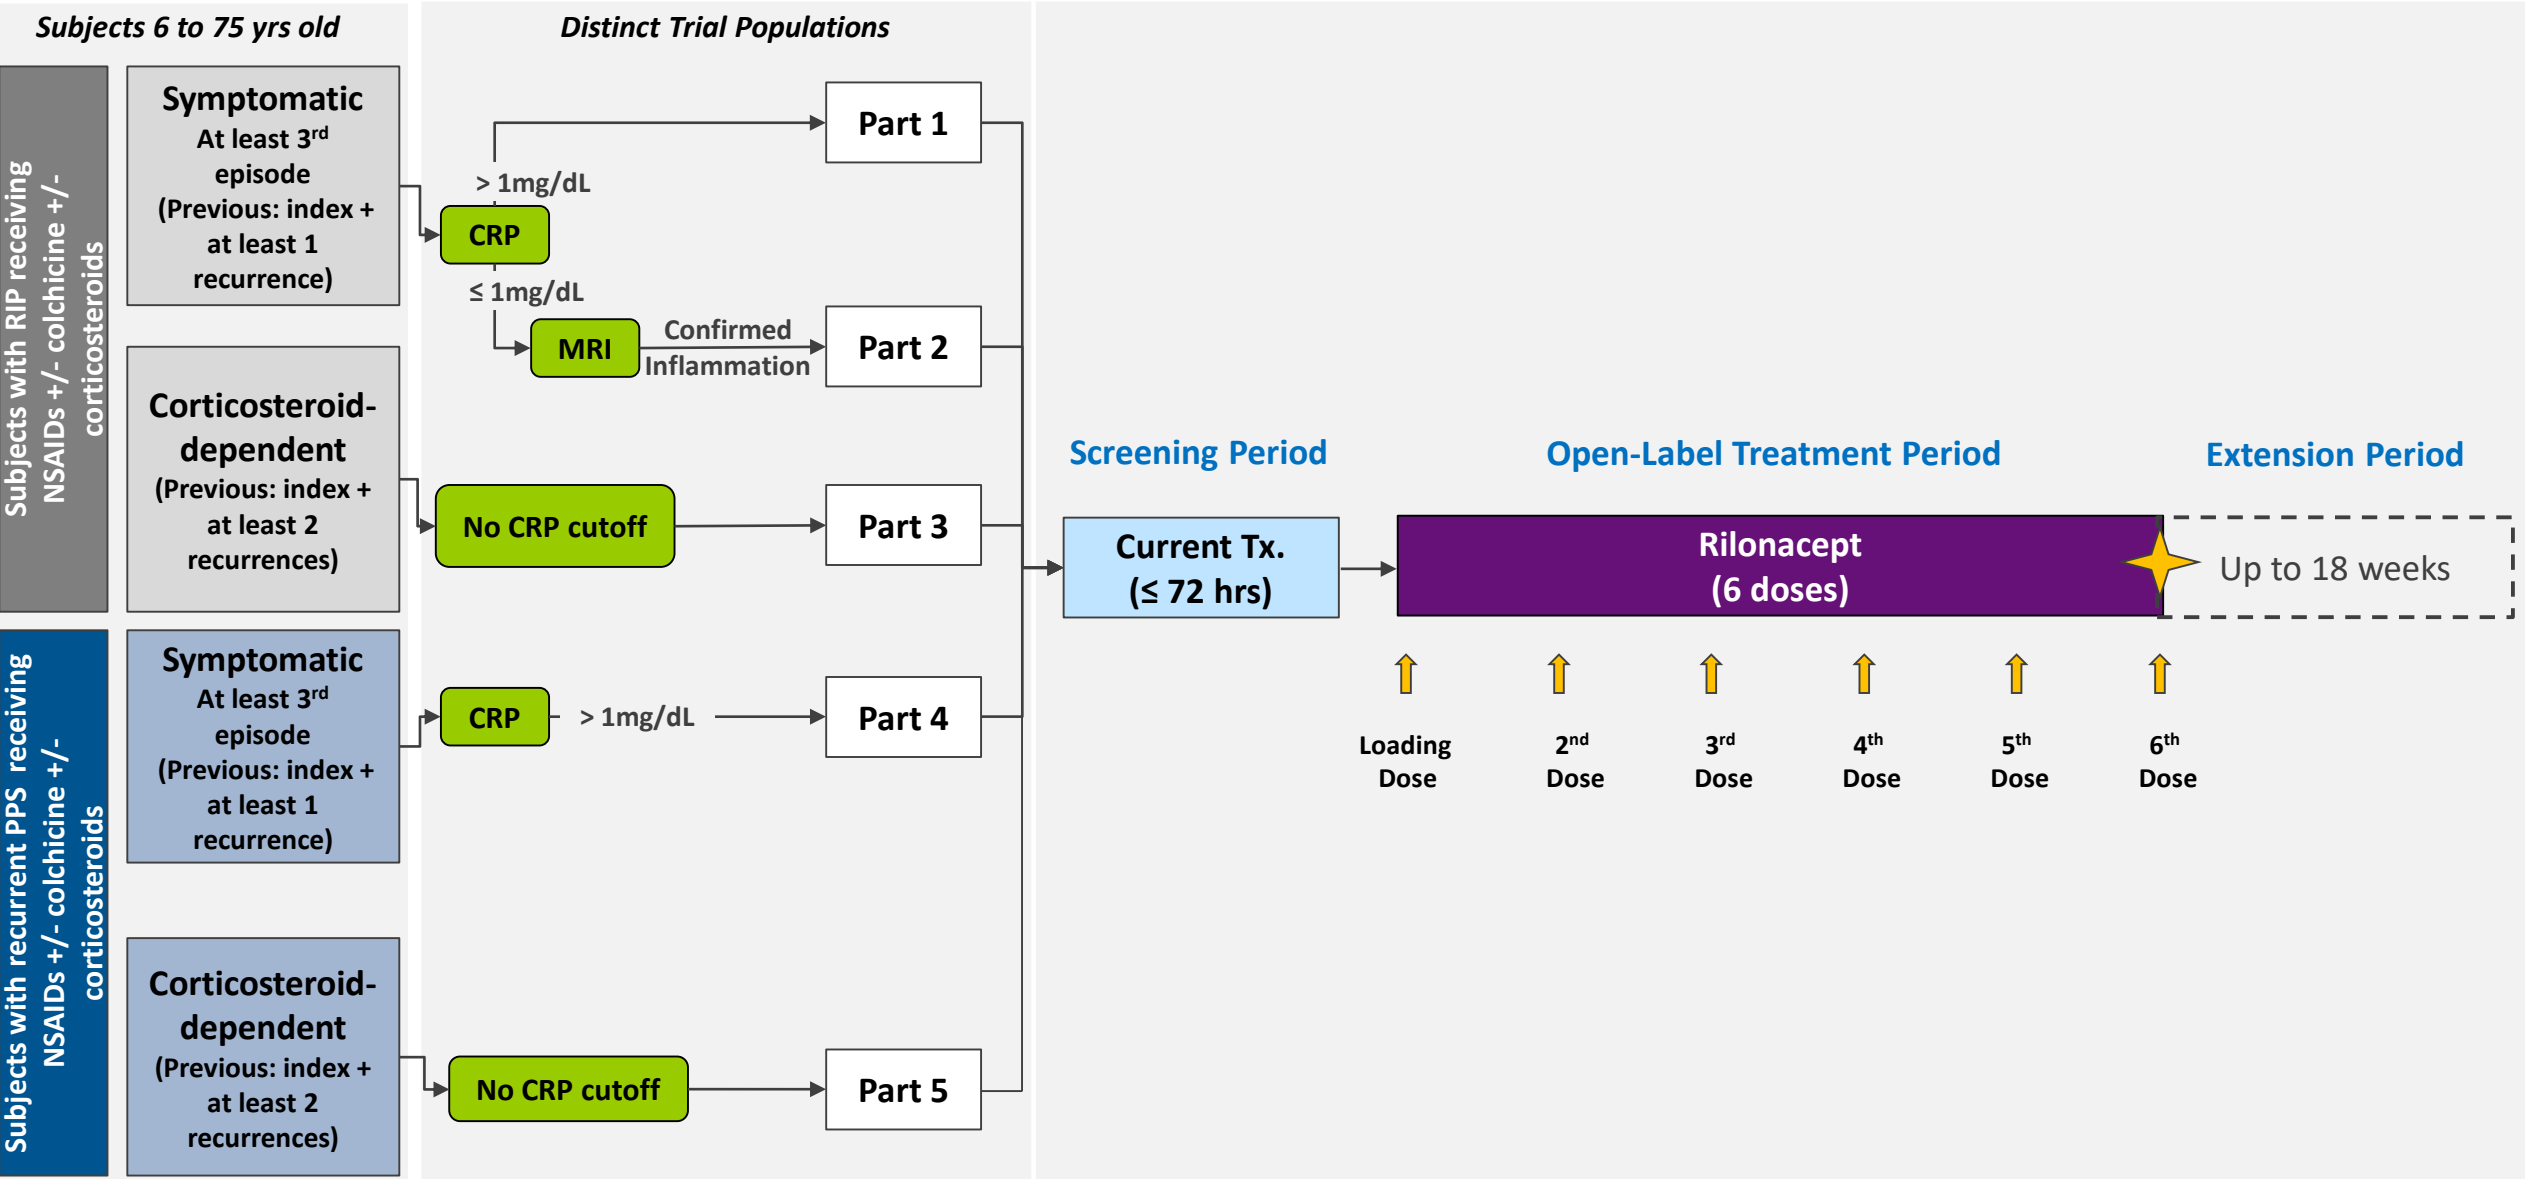 Subjects 6 to 75 yrs old
Distinct Trial Populations
Subjects with RIP receiving
NSAIDs +/- colchicine +/-
corticosteroids
Symptomatic
At least 3rd
episode
(Previous: index +
at least 1
recurrence)
Corticosteroid-
dependent
(Previous: index +
at least 2
recurrences)
Subjects with recurrent PPS receiving
NSAIDs +/- colchicine +/-
corticosteroids
Symptomatic
At least 3rd
episode
(Previous: index +
at least 1
recurrence)
Corticosteroid-
dependent
(Previous: index +
at least 2
recurrences)
> 1mg/dL
CRP
≤ 1mg/dL
MRI
Confirmed
Inflammation
No CRP cutoff
CRP
> 1mg/dL
No CRP cutoff
Part 1
Part 2
Part 3
Part 4
Part 5
Screening Period
Current Tx.
(≤ 72 hrs)
Open-Label Treatment Period
Rilonacept
(6 doses)
Extension Period
Up to 18 weeks
Loading
Dose
2nd
Dose
3rd
Dose
4th
Dose
5th
Dose
6th
Dose